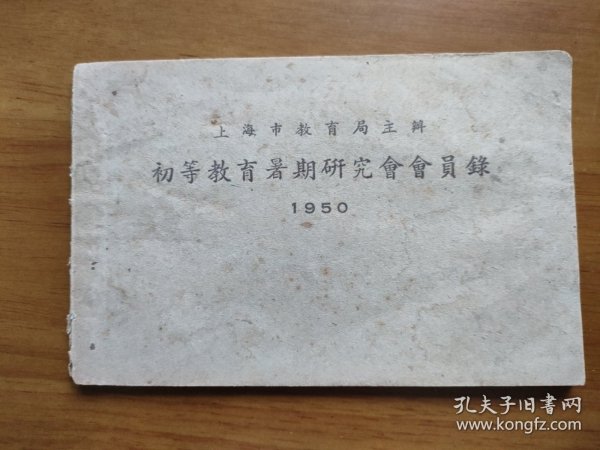 上海市教育局主辦
初等教育暑期研究會會員錄
1950
孔夫子旧書网
www.kongfz.com